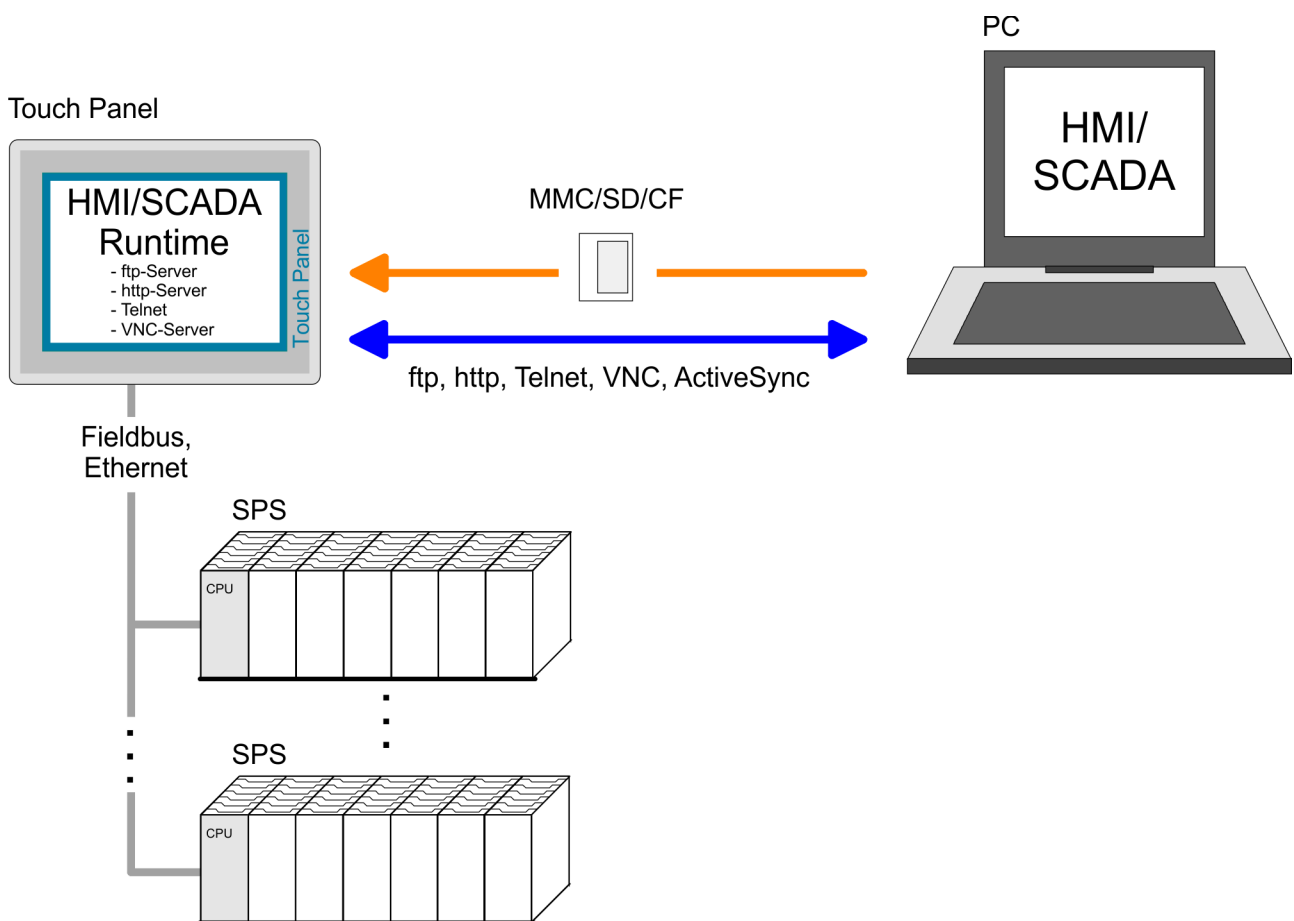 PC
Touch Panel
HMI/SCADA
Runtime
- ftp-Server
- http-Server
- Telnet
- VNC-Server
Touch Panel
MMC/SD/CF
HMI/
SCADA
ftp, http, Telnet, VNC, ActiveSync
Fieldbus,
Ethernet
SPS
CPU
SPS
CPU